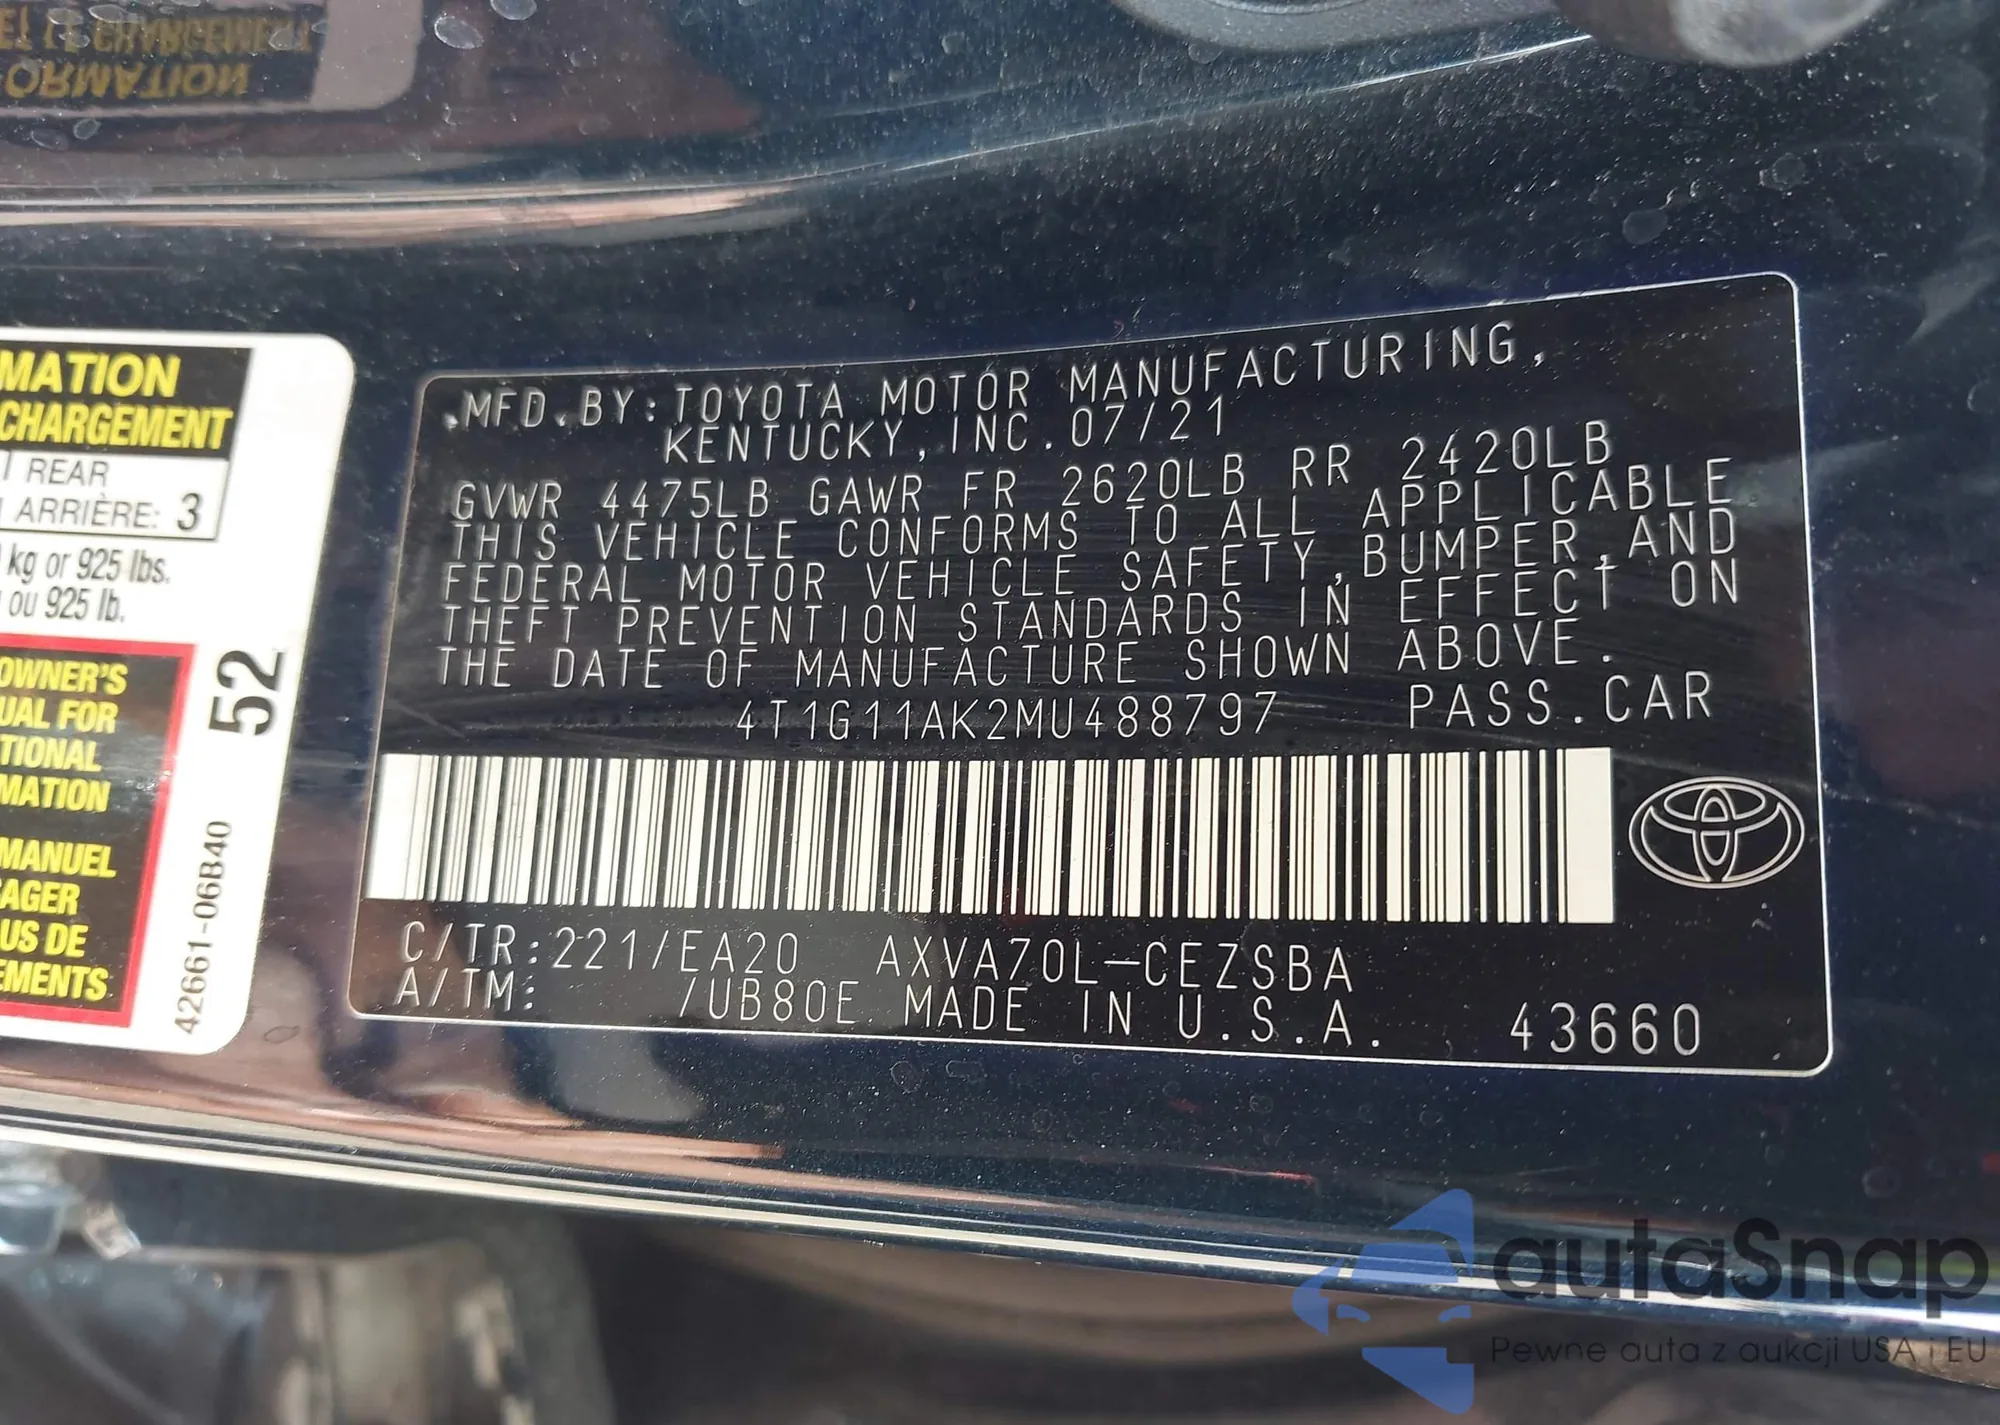 ET LE CHARGEMENT
ORMATION
MATION
CHARGEMENT
REAR
ARRIÈRE: 3
kg or 925 lbs.
ou 925 lb.
OWNER'S
UAL FOR
TIONAL
MATION
MANUEL
AGER
US DE
EMENTS
52
42661-06B40
MFD.BY:TOYOTA MOTOR MANUFACTURING,
KENTUCKY,INC.07/21
GVWR 4475LB GAWR FR 2620LB RR 2420LB
THIS VEHICLE CONFORMS TO ALL APPLICABLE
FEDERAL MOTOR VEHICLE SAFETY,BUMPER,AND
THEFT PREVENTION STANDARDS IN EFFECT ON
THE DATE OF MANUFACTURE SHOWN ABOVE.
4T1G11AK2MU488797 PASS.CAR
C/TR:221/EA20 AXVA70L-CEZSBA
A/TM: /UB80E MADE IN U.S.A. 43660
autaSnap
Pewne auta z aukcji USA i EU